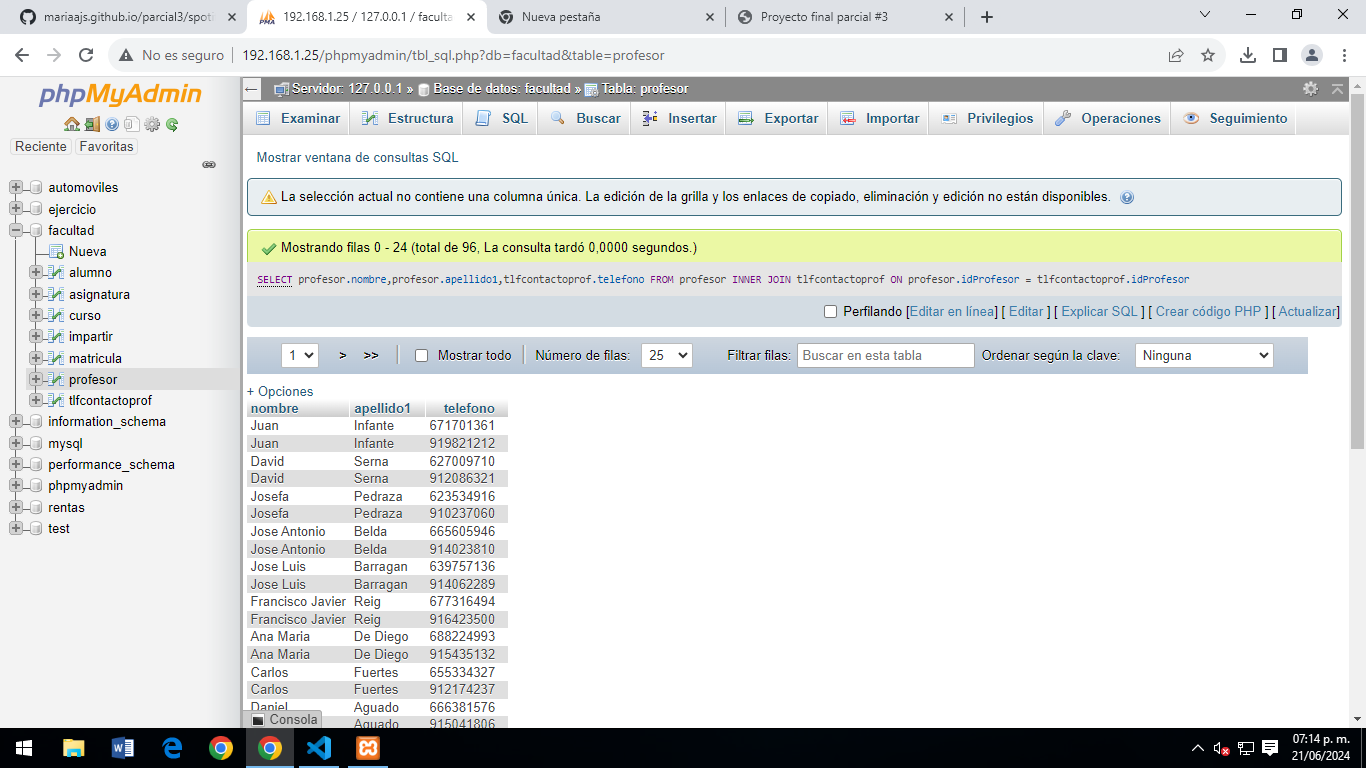 mariaajs.github.io/parcial3/spoti
192.168.1.25 / 127.0.0.1 / faculta
Nueva pestaña
Proyecto final parcial #3
No es seguro
192.168.1.25/phpmyadmin/tbl_sql.php?db=facultad&table=profesor
phpMyAdmin
Reciente
Favoritas
automoviles
ejercicio
facultad
Nueva
alumno
asignatura
curso
impartir
matricula
profesor
tlfcontactoprof
information_schema
mysql
performance_schema
phpmyadmin
rentas
test
Servidor: 127.0.0.1 » Base de datos: facultad » Tabla: profesor
Examinar Estructura SQL Buscar Insertar Exportar Importar Privilegios Operaciones Seguimiento
Mostrar ventana de consultas SQL
La selección actual no contiene una columna única. La edición de la grilla y los enlaces de copiado, eliminación y edición no están disponibles.
Mostrando filas 0 - 24 (total de 96, La consulta tardó 0,0000 segundos.)
SELECT profesor.nombre,profesor.apellido1,tlfcontactoprof.telefono FROM profesor INNER JOIN tlfcontactoprof ON profesor.idProfesor = tlfcontactoprof.idProfesor
Perfilando [Editar en línea] [ Editar ] [ Explicar SQL ] [ Crear código PHP ] [ Actualizar]
1 > >> Mostrar todo Número de filas: 25 Filtrar filas: Buscar en esta tabla Ordenar según la clave: Ninguna
+ Opciones
nombre apellido1 telefono
Juan Infante 671701361
Juan Infante 919821212
David Serna 627009710
David Serna 912086321
Josefa Pedraza 623534916
Josefa Pedraza 910237060
Jose Antonio Belda 665605946
Jose Antonio Belda 914023810
Jose Luis Barragan 639757136
Jose Luis Barragan 914062289
Francisco Javier Reig 677316494
Francisco Javier Reig 916423500
Ana Maria De Diego 688224993
Ana Maria De Diego 915435132
Carlos Fuertes 655334327
Carlos Fuertes 912174237
Daniel Aguado 666381576
Aguado 915041806
Consola
07:14 p. m.
21/06/2024